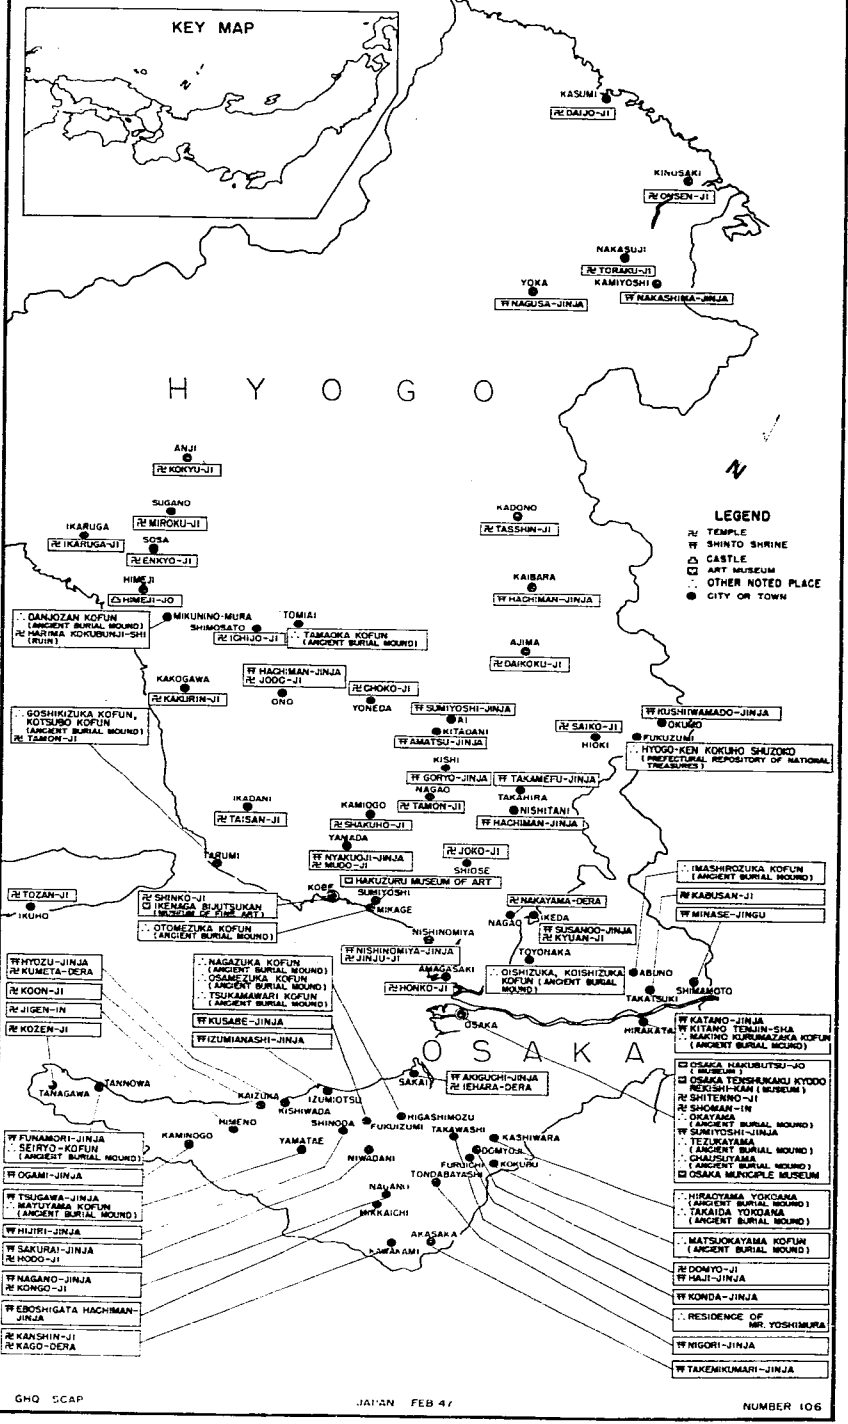 KEY MAP
N
KASUMI
DAIJO-JI
KINOSAKI
ONSEN-JI
NAKASUJI
TORAKU-JI
YOKA
NAGUSA-JINJA
KAMIYOSHI
NAKASHIMA-JINJA
HYOGO
ANJI
KOKYU-JI
SUGANO
MIROKU-JI
IKARUGA
IKARUGA-JI
SOSA
ENKYO-JI
HIMEJI
HIMEJI-JO
KADONO
TASSHIN-JI
KAIBARA
HACHIMAN-JINJA
AJIMA
DAIKOKU-JI
N
LEGEND
TEMPLE
SHINTO SHRINE
CASTLE
ART MUSEUM
OTHER NOTED PLACE
CITY OR TOWN
DANJOZAN KOFUN
(ANCIENT BURIAL MOUND)
HARIMA KOKUBUNJI-SHI
(RUIN)
MIKUNINO-MURA
SHIMOSATO
ICHIJO-JI
TOMIAI
TAMAOKA KOFUN
(ANCIENT BURIAL MOUND)
KAKOGAWA
KAKURIN-JI
HACHIMAN-JINJA
JODO-JI
ONO
CHOKO-JI
YONEDA
SUMIYOSHI-JINJA
AI
KITADANI
AMATSU-JINJA
KISHI
GORYO-JINJA
NAGAO
TAMON-JI
TAKAMEFU-JINJA
TAKAHIRA
NISHITANI
HACHIMAN-JINJA
SAIKO-JI
HIOKI
KUSHIIWAMADO-JINJA
OKUMO
FUKUZUMI
HYOGO-KEN KOKUHO SHUZOKO
(PREFECTURAL REPOSITORY OF NATIONAL
TREASURES)
GOSHIKIZUKA KOFUN,
KOTSUBO KOFUN
(ANCIENT BURIAL MOUND)
TAMON-JI
IKADANI
TAISAN-JI
KAMIOGO
SHAKUHO-JI
YAMADA
NYAKUOJI-JINJA
MUDO-JI
JOKO-JI
SHIOSE
HAKUZURU MUSEUM OF ART
TARUMI
KOBE
SUMIYOSHI
MIKAGE
TOZAN-JI
IKUHO
SHINKO-JI
IKENAGA BIJUTSUKAN
(MUSEUM OF FINE ART)
OTOMEZUKA KOFUN
(ANCIENT BURIAL MOUND)
NISHINOMIYA
NISHINOMIYA-JINJA
JINJU-JI
AMAGASAKI
HONKO-JI
NAKAYAMA-DERA
NAGAO
IKEDA
SUSANOO-JINJA
KYUAN-JI
TOYONAKA
OISHIZUKA, KOISHIZUKA
KOFUN (ANCIENT BURIAL
MOUND)
IMASHIROZUKA KOFUN
(ANCIENT BURIAL MOUND)
KABUSAN-JI
MINASE-JINGU
ABUNO
TAKATSUKI
SHIMAMOTO
HIRAKATA
KATANO-JINJA
KITANO TENJIN-SHA
MAKINO KURUMAZAKA KOFUN
(ANCIENT BURIAL MOUND)
OSAKA
OSAKA
HYOZU-JINJA
KUMETA-DERA
KOON-JI
JIGEN-IN
KOZEN-JI
NAGAZUKA KOFUN
(ANCIENT BURIAL MOUND)
OSAMEZUKA KOFUN
(ANCIENT BURIAL MOUND)
TSUKAMAWARI KOFUN
(ANCIENT BURIAL MOUND)
KUSABE-JINJA
IZUMIANASHI-JINJA
SAKAI
AKIGUCHI-JINJA
IEHARA-DERA
OSAKA HAKUBUTSU-JO
(MUSEUM)
OSAKA TENSHUKAKU KYODO
REKISHI-KAN (MUSEUM)
SHITENNO-JI
SHOMAN-IN
OKAYAMA
(ANCIENT BURIAL MOUND)
SUMIYOSHI-JINJA
TEZUKAYAMA
(ANCIENT BURIAL MOUND)
CHAUSUYAMA
(ANCIENT BURIAL MOUND)
OSAKA MUNICIPLE MUSEUM
TANAGAWA
TANNOWA
KAIZUKA
KISHIWADA
IZUMIOTSU
HIMENO
KAMINOGO
YAMATAE
SHINODA
FUKUIZUMI
HIGASHIMOZU
NIWADANI
TAKAWASHI
KASHIWARA
DOMYOJI
FURUICHI
KOKUBU
TONDABAYASHI
NAGANO
MIKKAICHI
KAWAKAMI
AKASAKA
FUNAMORI-JINJA
SEIRYO-KOFUN
(ANCIENT BURIAL MOUND)
OGAMI-JINJA
TSUGAWA-JINJA
MATUYAMA KOFUN
(ANCIENT BURIAL MOUND)
HIJIRI-JINJA
SAKURAI-JINJA
HODO-JI
NAGANO-JINJA
KONGO-JI
EBOSHIGATA HACHIMAN-
JINJA
KANSHIN-JI
KAGO-DERA
HIRAOYAMA YOKOANA
(ANCIENT BURIAL MOUND)
TAKAIDA YOKOANA
(ANCIENT BURIAL MOUND)
MATSUOKAYAMA KOFUN
(ANCIENT BURIAL MOUND)
DOMYO-JI
HAJI-JINJA
KONDA-JINJA
RESIDENCE OF
MR. YOSHIMURA
NIGORI-JINJA
TAKEMIKUMARI-JINJA
GHQ SCAP
JAPAN FEB 47
NUMBER 106